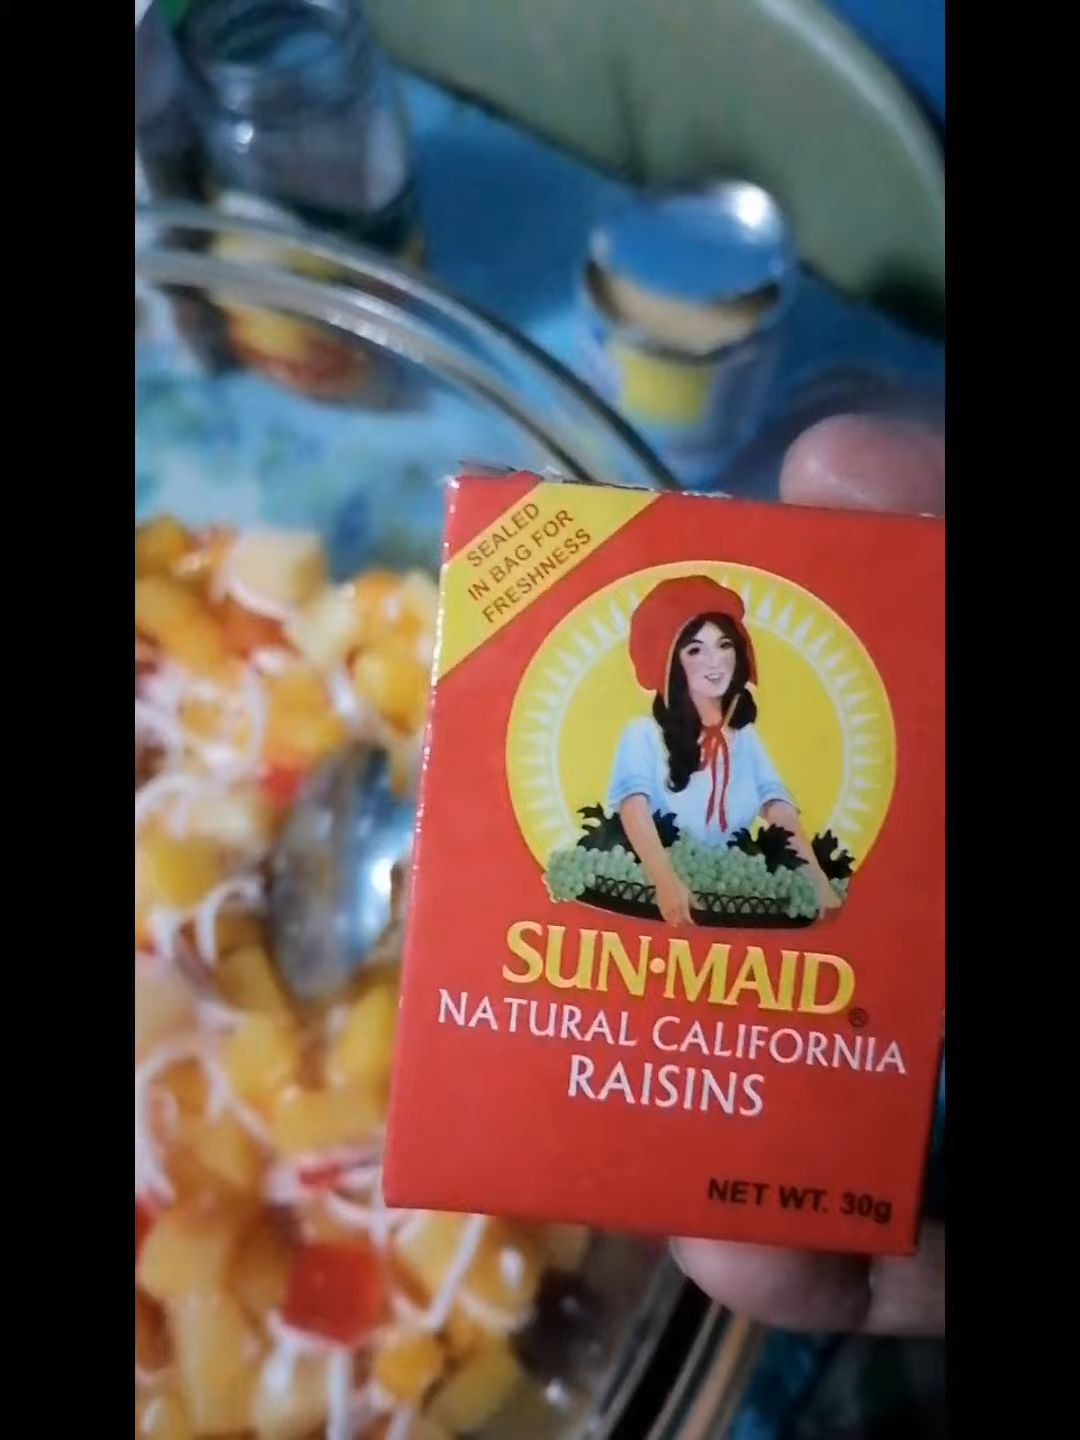 SEALED
IN BAG FOR
FRESHNESS
SUN•MAID®
NATURAL CALIFORNIA
RAISINS
NET WT. 30g